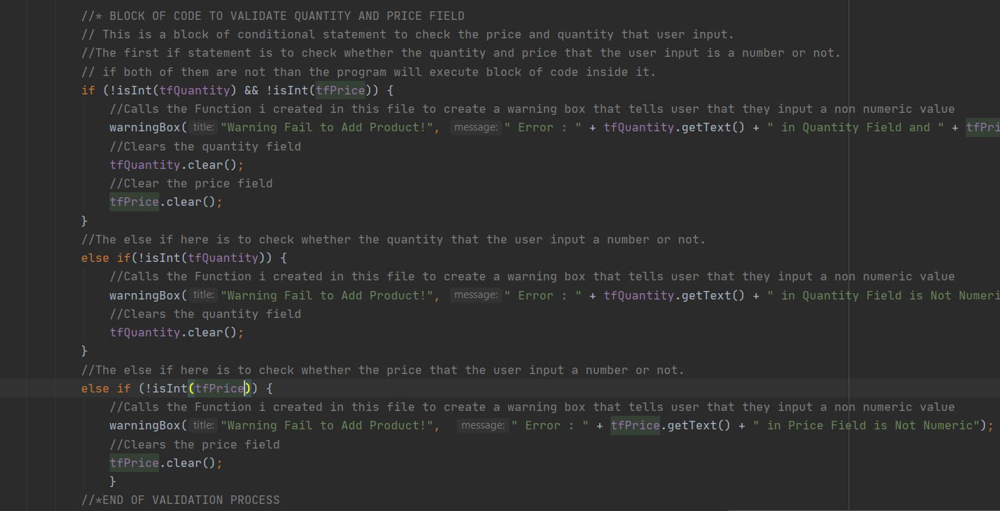 //* BLOCK OF CODE TO VALIDATE QUANTITY AND PRICE FIELD
// This is a block of conditional statement to check the price and quantity that user input.
//The first if statement is to check whether the quantity and price that the user input is a number or not.
// if both of them are not than the program will execute block of code inside it.
if (!isInt(tfQuantity) && !isInt(tfPrice)) {
//Calls the Function i created in this file to create a warning box that tells user that they input a non numeric value
warningBox( title: "Warning Fail to Add Product!", message: " Error : " + tfQuantity.getText() + " in Quantity Field and " + tfPri
//Clears the quantity field
tfQuantity.clear();
//Clear the price field
tfPrice.clear();
}
//The else if here is to check whether the quantity that the user input a number or not.
else if(!isInt(tfQuantity)) {
//Calls the Function i created in this file to create a warning box that tells user that they input a non numeric value
warningBox( title: "Warning Fail to Add Product!", message: " Error : " + tfQuantity.getText() + " in Quantity Field is Not Numeri
//Clears the quantity field
tfQuantity.clear();
}
//The else if here is to check whether the price that the user input a number or not.
else if (!isInt(tfPrice)) {
//Calls the Function i created in this file to create a warning box that tells user that they input a non numeric value
warningBox( title: "Warning Fail to Add Product!", message: " Error : " + tfPrice.getText() + " in Price Field is Not Numeric");
//Clears the price field
tfPrice.clear();
}
//*END OF VALIDATION PROCESS